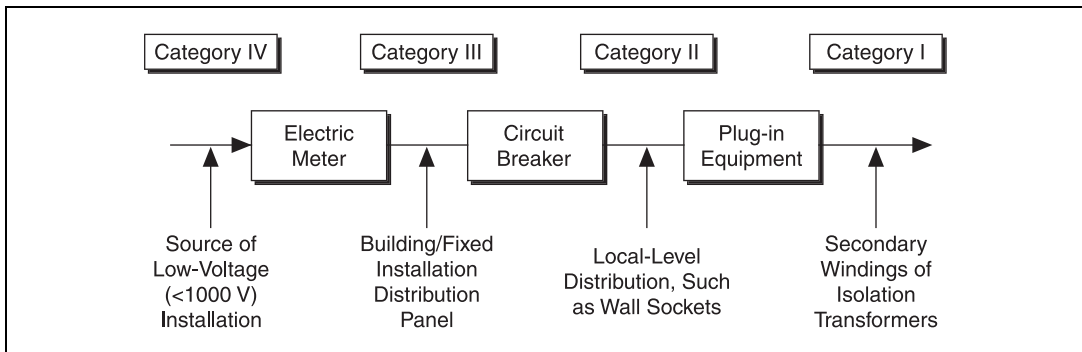 Category IV
Category III
Category II
Category I
Electric
Meter
Circuit
Breaker
Plug-in
Equipment
Source of
Low-Voltage
(<1000 V)
Installation
Building/Fixed
Installation
Distribution
Panel
Local-Level
Distribution, Such
as Wall Sockets
Secondary
Windings of
Isolation
Transformers